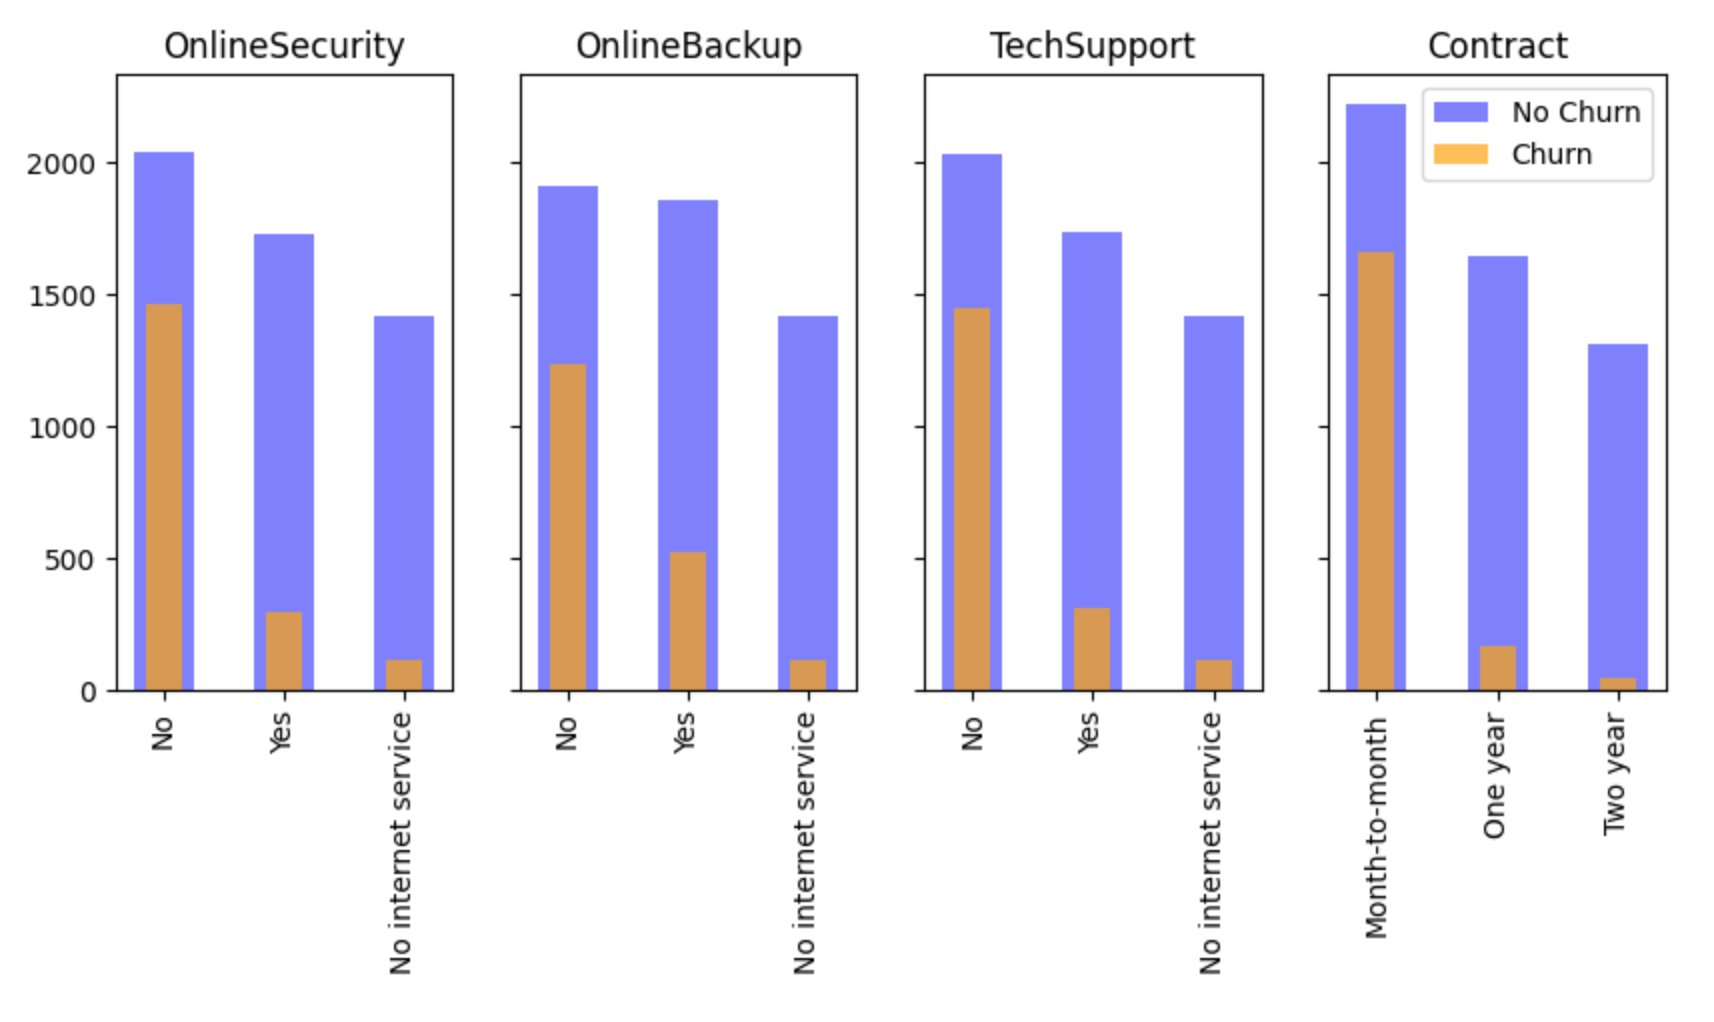 OnlineSecurity
OnlineBackup
TechSupport
Contract
No Churn
Churn
2000
1500
1000
500
0
No
Yes
No internet service
No
Yes
No internet service
No
Yes
No internet service
Month-to-month
One year
Two year